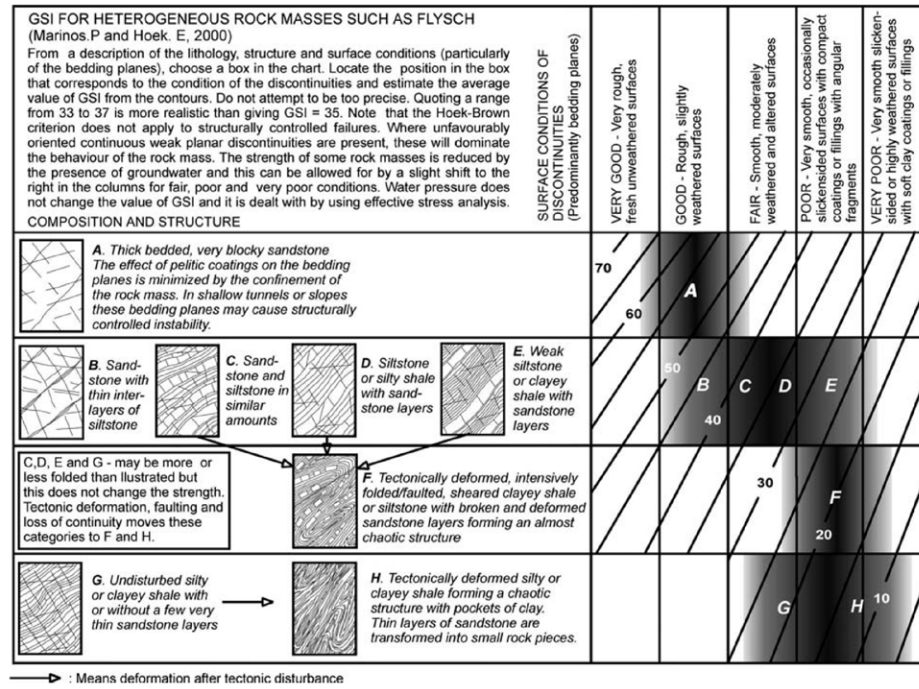 GSI FOR HETEROGENEOUS ROCK MASSES SUCH AS FLYSCH
(Marinos.P and Hoek. E, 2000)
From a description of the lithology, structure and surface conditions (particularly
of the bedding planes), choose a box in the chart. Locate the position in the box
that corresponds to the condition of the discontinuities and estimate the average
value of GSI from the contours. Do not attempt to be too precise. Quoting a range
from 33 to 37 is more realistic than giving GSI = 35. Note that the Hoek-Brown
criterion does not apply to structurally controlled failures. Where unfavourably
oriented continuous weak planar discontinuities are present, these will dominate
the behaviour of the rock mass. The strength of some rock masses is reduced by
the presence of groundwater and this can be allowed for by a slight shift to the
right in the columns for fair, poor and very poor conditions. Water pressure does
not change the value of GSI and it is dealt with by using effective stress analysis.
COMPOSITION AND STRUCTURE
SURFACE CONDITIONS OF
DISCONTINUITIES
(Predominantly bedding planes)
VERY GOOD - Very rough,
fresh unweathered surfaces
GOOD - Rough, slightly
weathered surfaces
FAIR - Smooth, moderately
weathered and altered surfaces
POOR - Very smooth, occasionally
slickensided surfaces with compact
coatings or fillings with angular
fragments
VERY POOR - Very smooth slicken-
sided or highly weathered surfaces
with soft clay coatings or fillings
A. Thick bedded, very blocky sandstone
The effect of pelitic coatings on the bedding
planes is minimized by the confinement of
the rock mass. In shallow tunnels or slopes
these bedding planes may cause structurally
controlled instability.
70
60
A
B. Sand-
stone with
thin inter-
layers of
siltstone
C. Sand-
stone and
siltstone in
similar
amounts
D. Siltstone
or silty shale
with sand-
stone layers
E. Weak
siltstone
or clayey
shale with
sandstone
layers
50
B
C
D
E
40
C,D, E and G - may be more or
less folded than Illustrated but
this does not change the strength.
Tectonic deformation, faulting and
loss of continuity moves these
categories to F and H.
F. Tectonically deformed, intensively
folded/faulted, sheared clayey shale
or siltstone with broken and deformed
sandstone layers forming an almost
chaotic structure
30
F
20
G. Undisturbed silty
or clayey shale with
or without a few very
thin sandstone layers
H. Tectonically deformed silty or
clayey shale forming a chaotic
structure with pockets of clay.
Thin layers of sandstone are
transformed into small rock pieces.
G
H
10
: Means deformation after tectonic disturbance